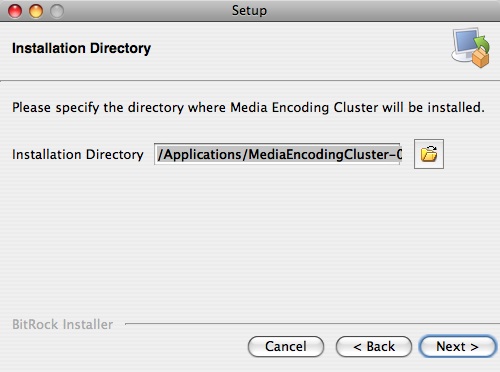 Setup
Installation Directory
Please specify the directory where Media Encoding Cluster will be installed.
Installation Directory /Applications/MediaEncodingCluster-0
BitRock Installer
Cancel < Back Next >